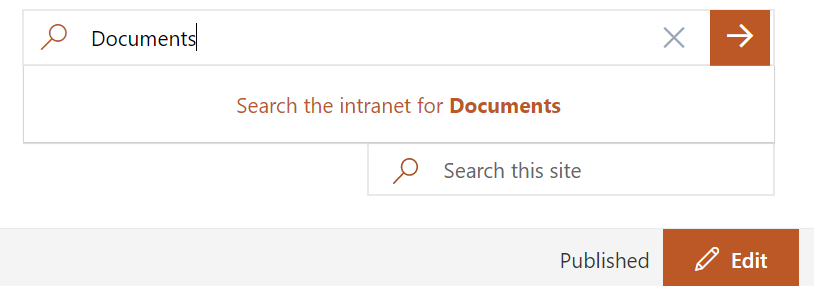 Documents
Search the intranet for Documents
Search this site
Published Edit